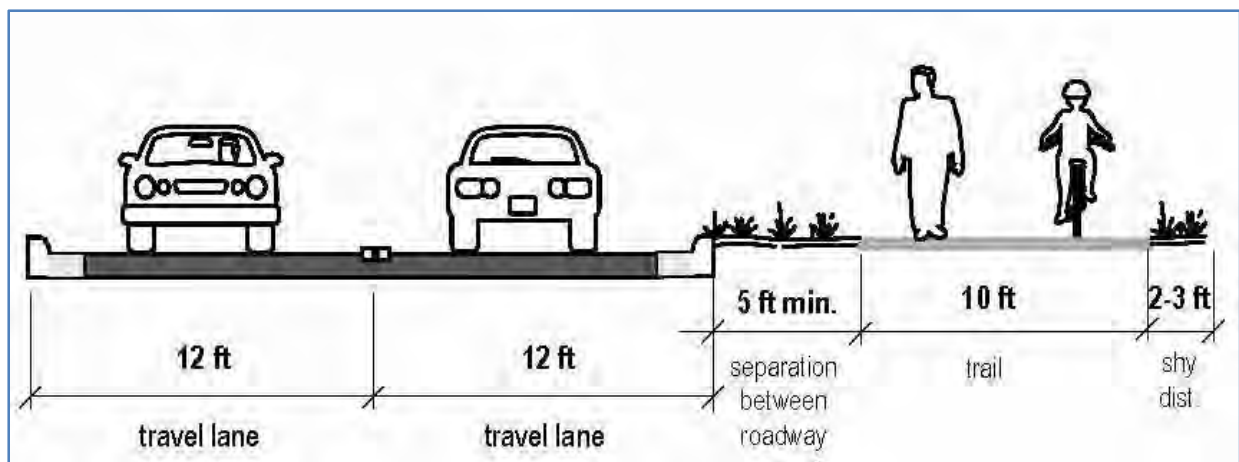 5 ft min.
10 ft
2-3 ft
12 ft
12 ft
separation
between
roadway
trail
shy
dist.
travel lane
travel lane